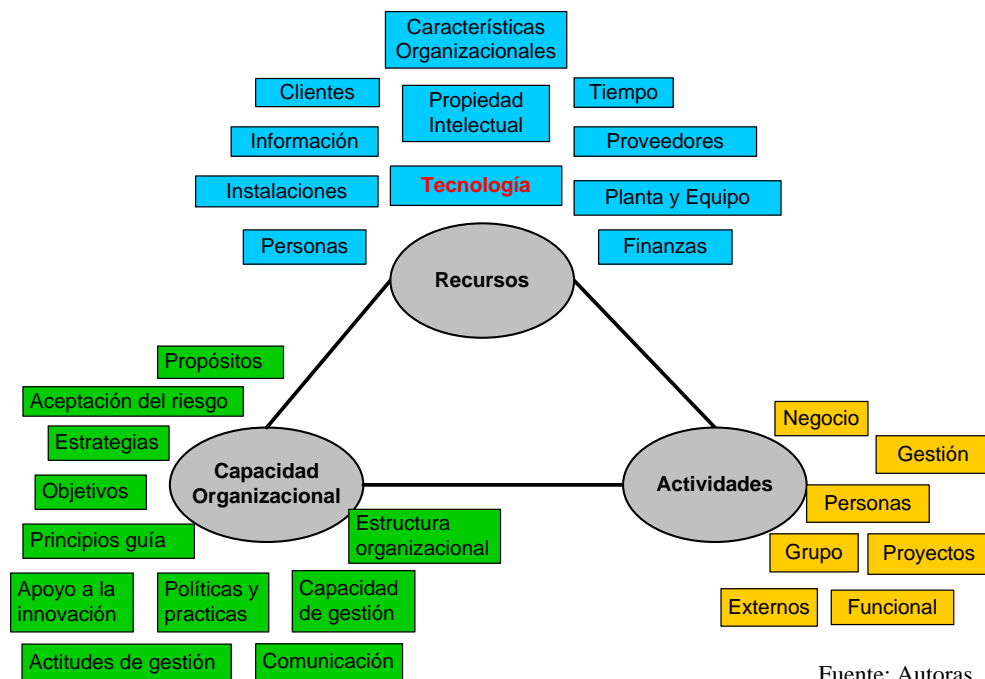 Características
Organizacionales
Clientes
Propiedad
Intelectual
Tiempo
Información
Proveedores
Instalaciones
Tecnología
Planta y Equipo
Personas
Finanzas
Recursos
Propósitos
Aceptación del riesgo
Estrategias
Objetivos
Principios guía
Capacidad
Organizacional
Estructura
organizacional
Apoyo a la
innovación
Políticas y
practicas
Capacidad
de gestión
Actitudes de gestión
Comunicación
Negocio
Gestión
Actividades
Personas
Grupo
Proyectos
Externos
Funcional
Fuente: Autoras